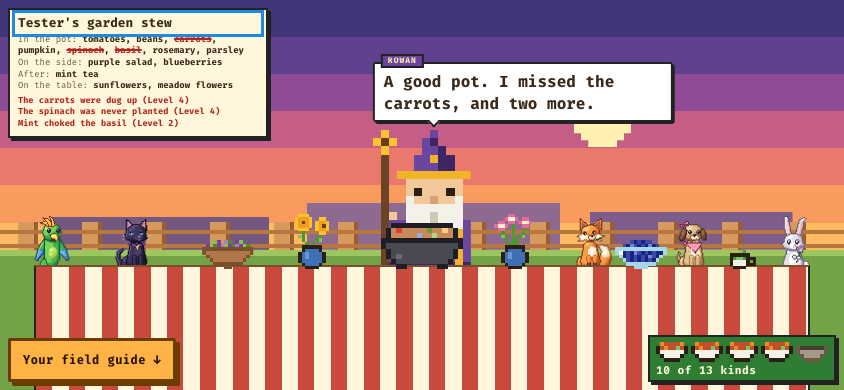 Tester's garden stew
In the pot: tomatoes, beans, carrots,
pumpkin, spinach, basil, rosemary, parsley
On the side: purple salad, blueberries
After: mint tea
On the table: sunflowers, meadow flowers
The carrots were dug up (Level 4)
The spinach was never planted (Level 4)
Mint choked the basil (Level 2)
ROWAN
A good pot. I missed the
carrots, and two more.
Your field guide ↓
10 of 13 kinds